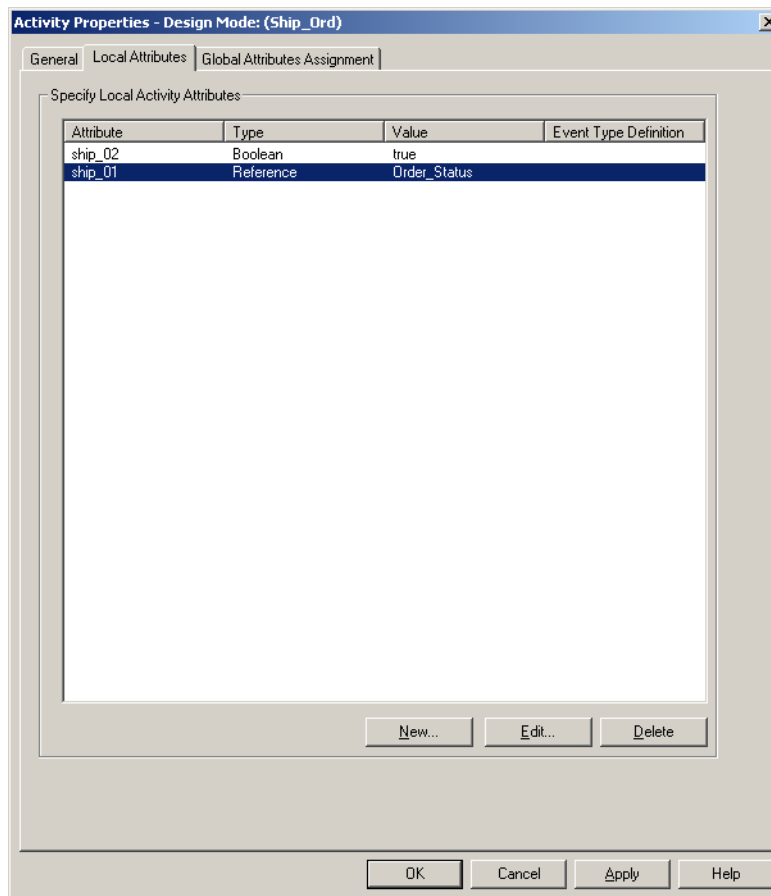 Activity Properties - Design Mode: (Ship_Ord)
General Local Attributes Global Attributes Assignment
Specify Local Activity Attributes
Attribute Type Value Event Type Definition
ship_02 Boolean true
ship_01 Reference Order_Status
New... Edit... Delete
OK Cancel Apply Help